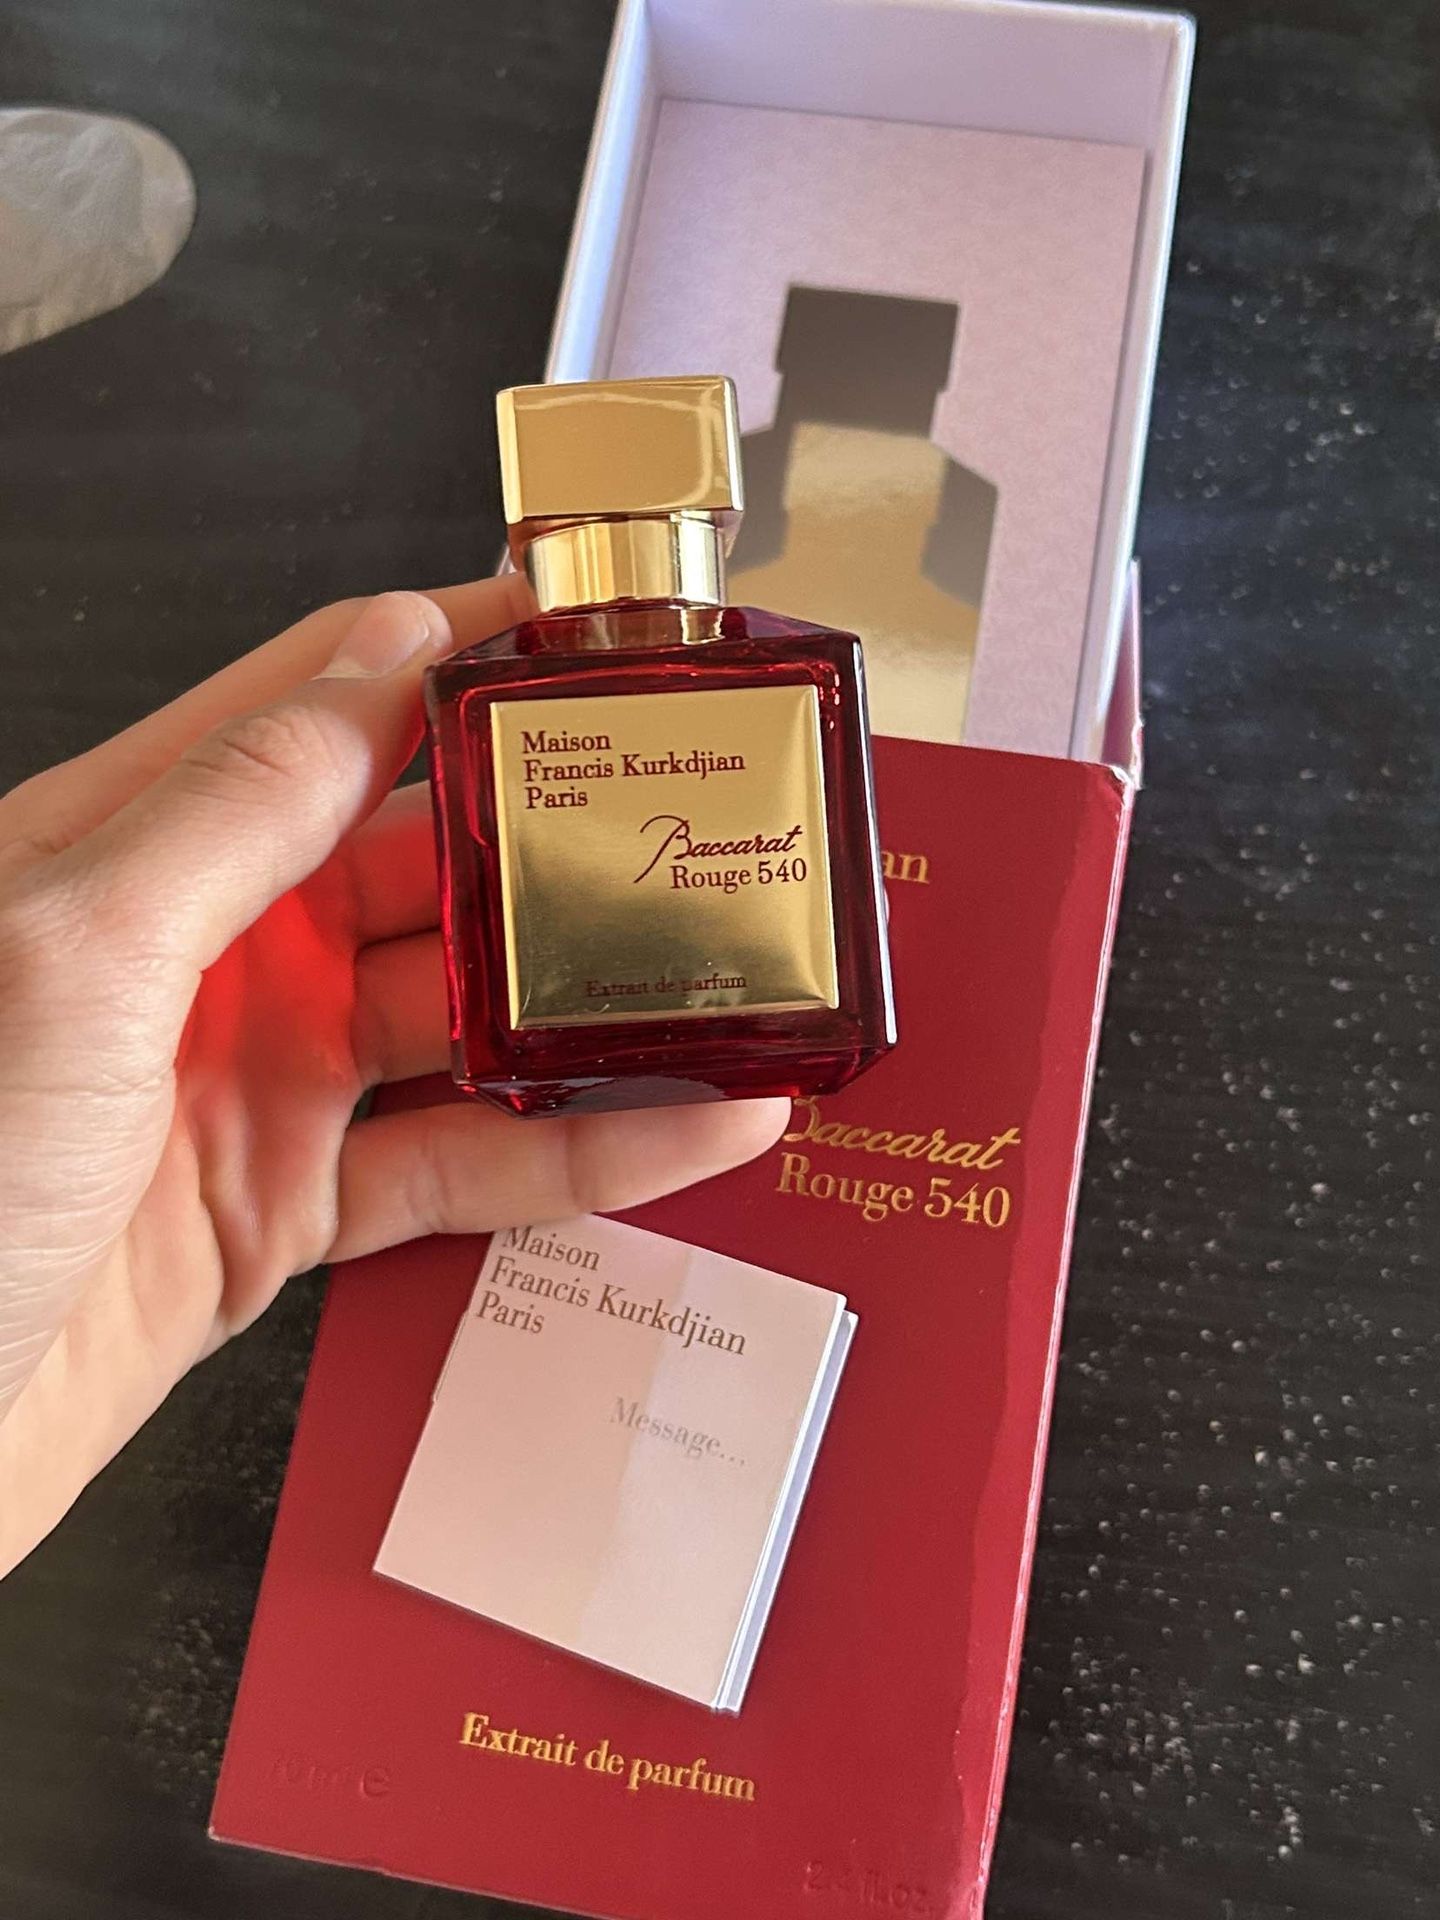 Maison
Francis Kurkdjian
Paris
Baccarat
Rouge 540
Extrait de parfum
Baccarat
Rouge 540
Maison
Francis Kurkdjian
Paris
Message...
Extrait de parfum